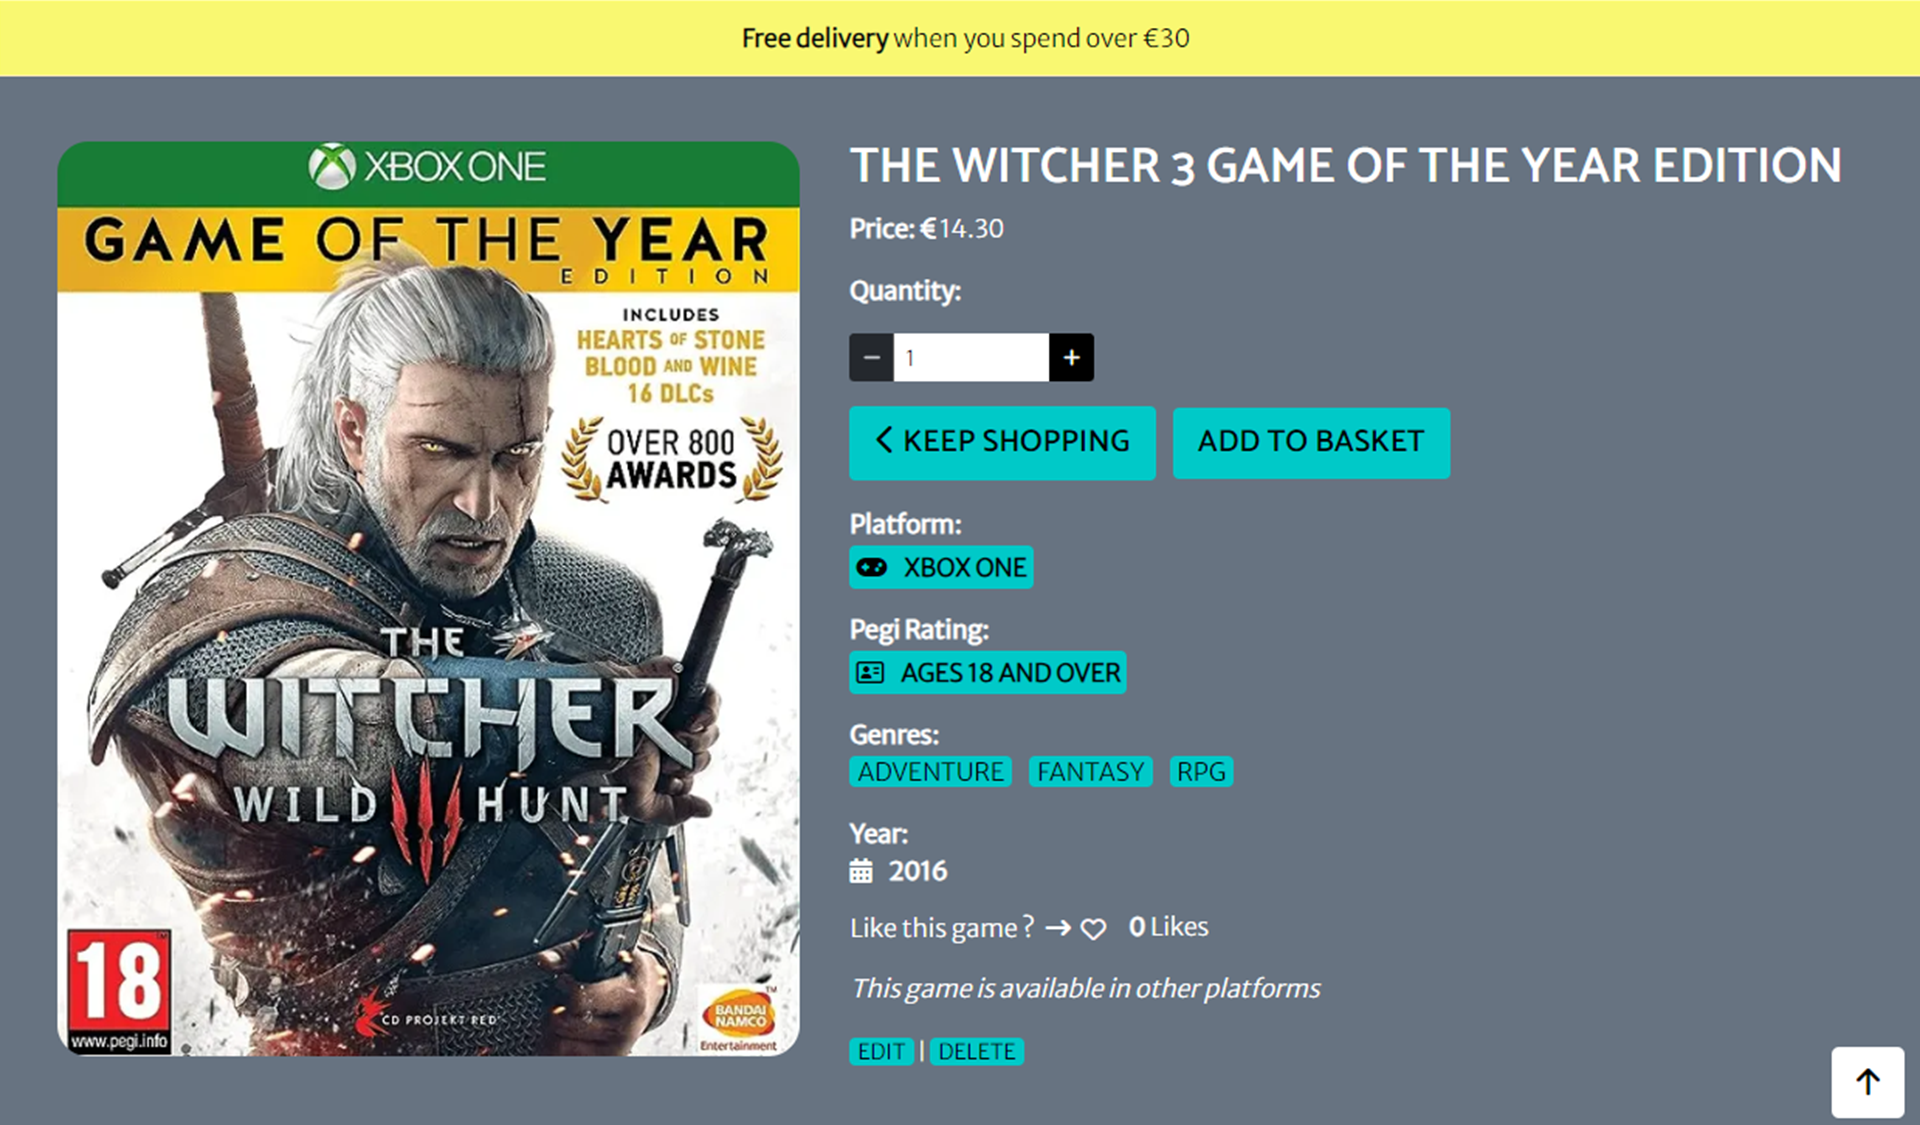 Free delivery when you spend over €30
XBOX ONE
GAME OF THE YEAR
EDITION
INCLUDES
HEARTS OF STONE
BLOOD AND WINE
16 DLCs
OVER 800
AWARDS
THE
WITCHER
WILD HUNT
18
www.pegi.info
CD PROJEKT RED
BANDAI
NAMCO
Entertainment
THE WITCHER 3 GAME OF THE YEAR EDITION
Price: €14.30
Quantity:
− 1 +
KEEP SHOPPING ADD TO BASKET
Platform:
XBOX ONE
Pegi Rating:
AGES 18 AND OVER
Genres:
ADVENTURE FANTASY RPG
Year:
2016
Like this game ? → ♡ 0 Likes
This game is available in other platforms
EDIT | DELETE